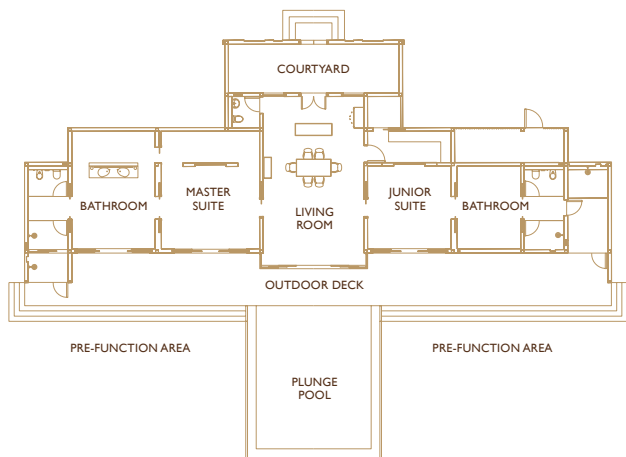 COURTYARD
BATHROOM
MASTER
SUITE
LIVING
ROOM
JUNIOR
SUITE
BATHROOM
OUTDOOR DECK
PRE-FUNCTION AREA
PRE-FUNCTION AREA
PLUNGE
POOL